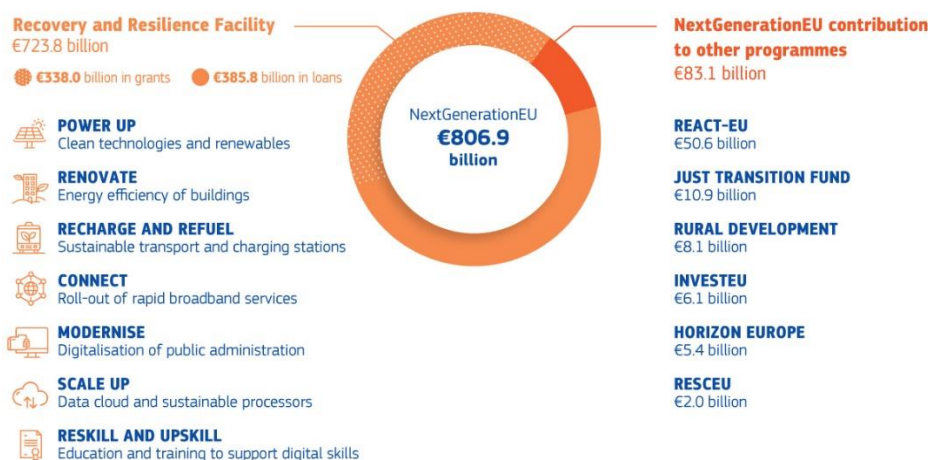 Recovery and Resilience Facility
€723.8 billion
€338.0 billion in grants
€385.8 billion in loans
POWER UP
Clean technologies and renewables
RENOVATE
Energy efficiency of buildings
RECHARGE AND REFUEL
Sustainable transport and charging stations
CONNECT
Roll-out of rapid broadband services
MODERNISE
Digitalisation of public administration
SCALE UP
Data cloud and sustainable processors
RESKILL AND UPSKILL
Education and training to support digital skills
NextGenerationEU
€806.9
billion
NextGenerationEU contribution
to other programmes
€83.1 billion
REACT-EU
€50.6 billion
JUST TRANSITION FUND
€10.9 billion
RURAL DEVELOPMENT
€8.1 billion
INVESTEU
€6.1 billion
HORIZON EUROPE
€5.4 billion
RESCEU
€2.0 billion